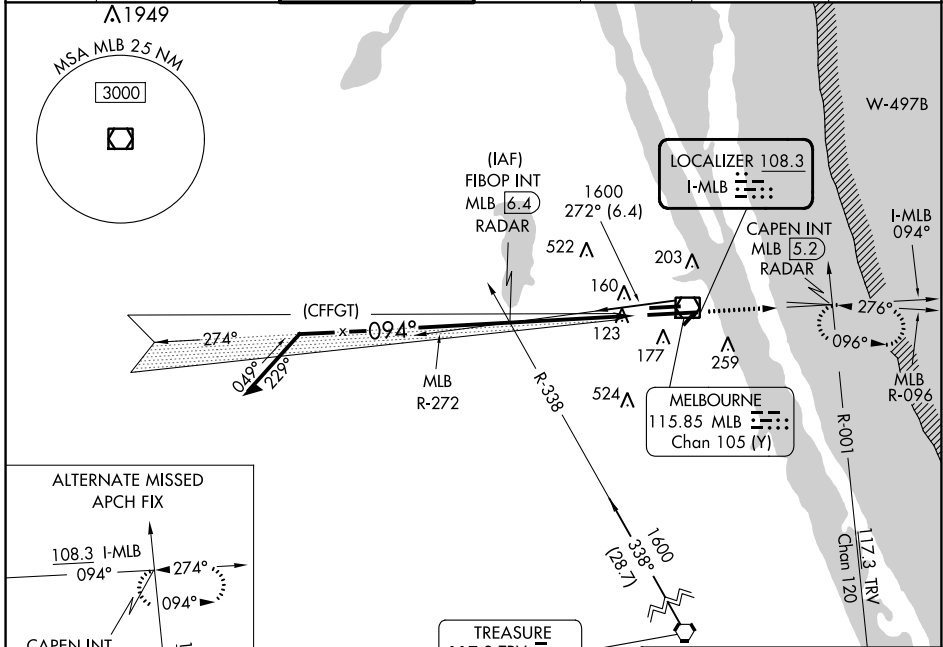 1949
MSA MLB 25 NM
3000
W-497B
LOCALIZER 108.3
I-MLB
(IAF)
FIBOP INT
MLB 6.4
RADAR
1600
272° (6.4)
I-MLB
094°
CAPEN INT
MLB 5.2
RADAR
522
203
160
(CFFGT)
094°
274°
276°
096°
123
177
259
049°
229°
MLB
R-272
R-338
524
MLB
R-096
MELBOURNE
115.85 MLB
Chan 105 (Y)
R-001
ALTERNATE MISSED
APCH FIX
108.3 I-MLB
094°
274°
094°
1600
338°
(28.7)
117.3 TRV
Chan 120
CAPEN INT
TREASURE